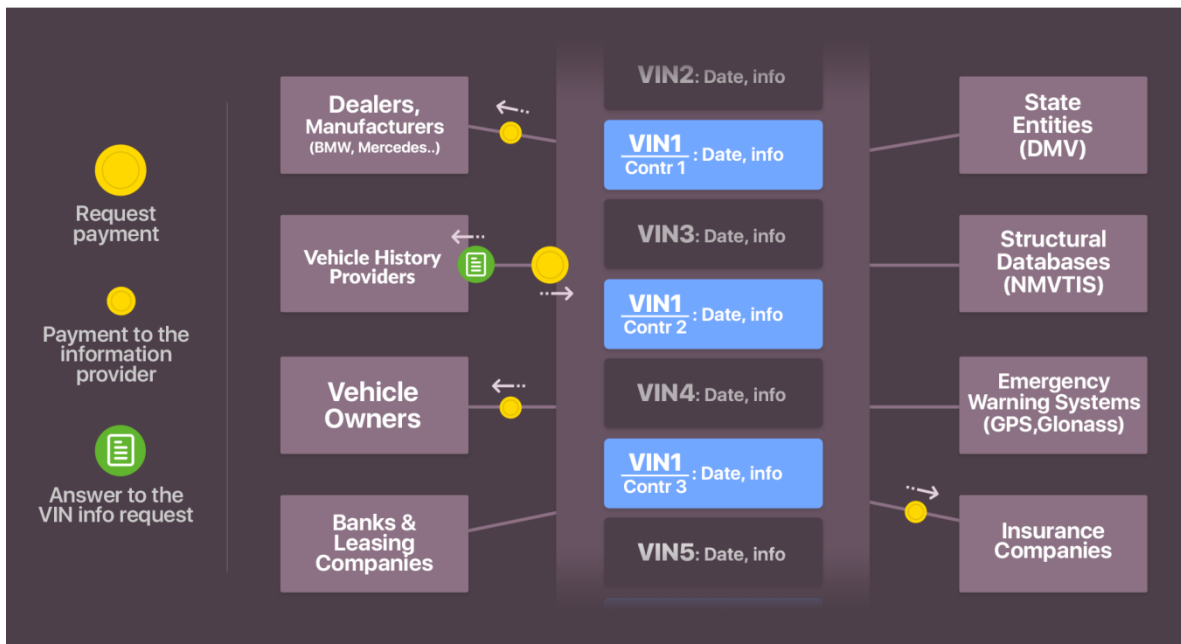 Request
payment
Payment to the
information
provider
Answer to the
VIN info request
Dealers,
Manufacturers
(BMW, Mercedes..)
Vehicle History
Providers
Vehicle
Owners
Banks &
Leasing
Companies
VIN2: Date, info
VIN1
Contr 1
: Date, info
VIN3: Date, info
VIN1
Contr 2
: Date, info
VIN4: Date, info
VIN1
Contr 3
: Date, info
VIN5: Date, info
State
Entities
(DMV)
Structural
Databases
(NMVTIS)
Emergency
Warning Systems
(GPS,Glonass)
Insurance
Companies